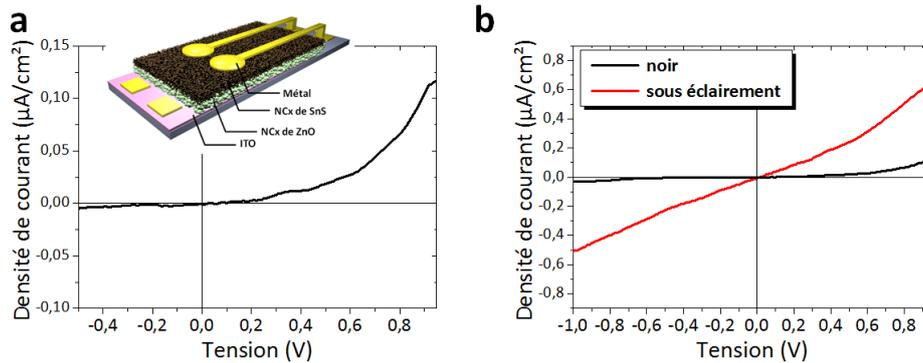 a
Densité de courant (µA/cm²)
0,15
0,10
0,05
0,00
-0,05
-0,10
-0,4 -0,2 0,0 0,2 0,4 0,6 0,8
Tension (V)
Métal
NCx de SnS
NCx de ZnO
ITO
b
Densité de courant (µA/cm²)
0,8
0,6
0,4
0,2
0,0
-0,2
-0,4
-0,6
-0,8
-1,0 -0,8 -0,6 -0,4 -0,2 0,0 0,2 0,4 0,6 0,8
Tension (V)
noir
sous éclairement